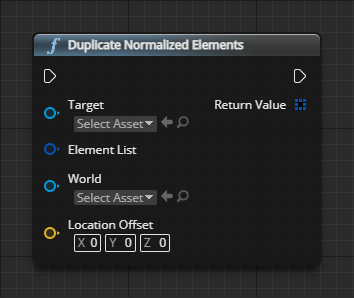 f Duplicate Normalized Elements
Target
Return Value
Select Asset
Element List
World
Select Asset
Location Offset
X 0 Y 0 Z 0